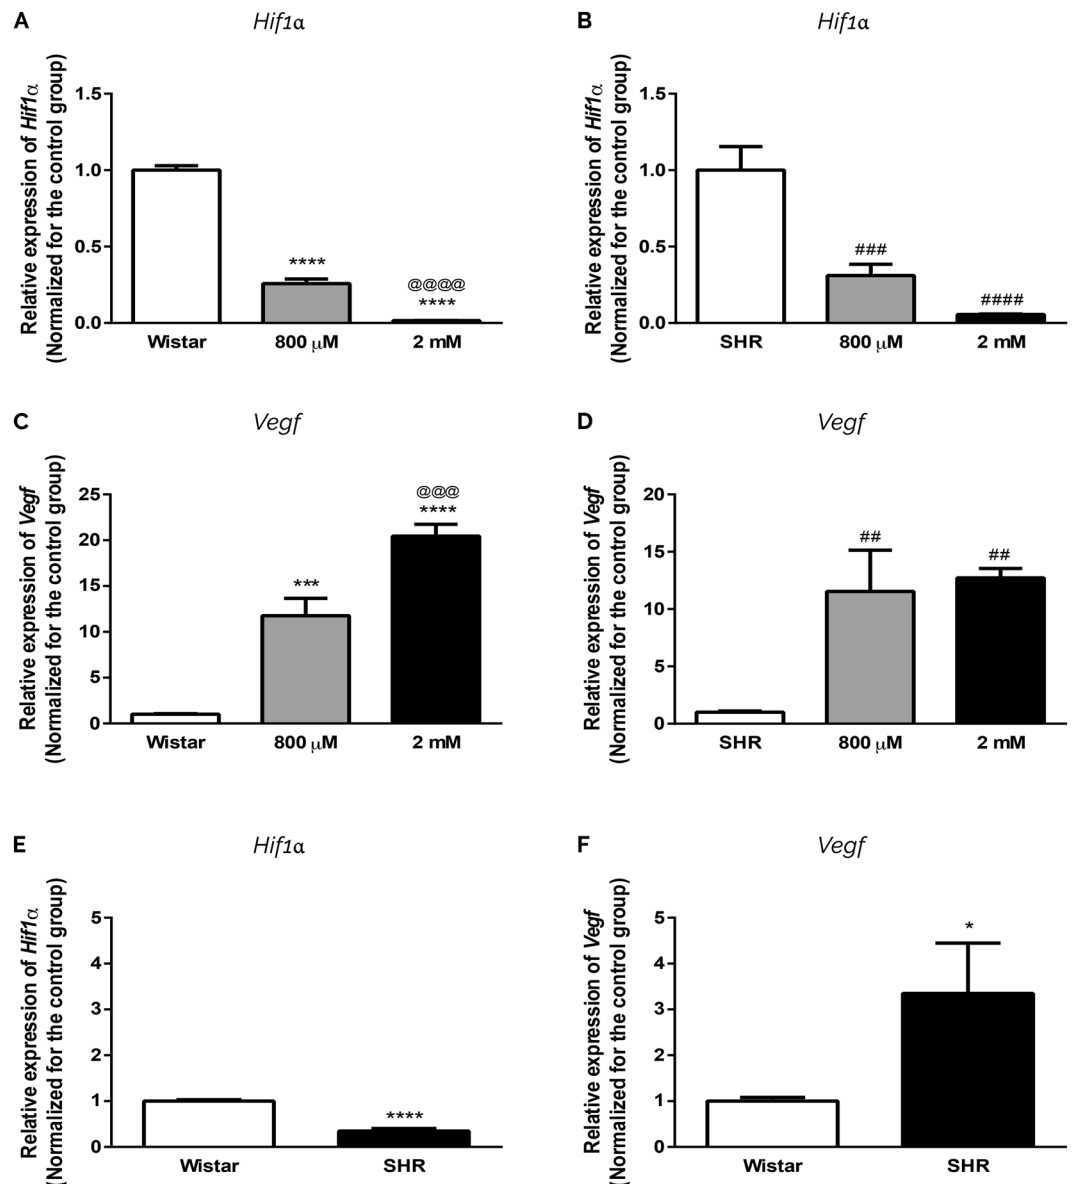 A
Hif1α
Relative expression of Hif1α
(Normalized for the control group)
1.5
1.0
0.5
0.0
****
@@@@
****
Wistar
800 μM
2 mM
B
Hif1α
Relative expression of Hif1α
(Normalized for the control group)
1.5
1.0
0.5
0.0
###
####
SHR
800 μM
2 mM
C
Vegf
Relative expression of Vegf
(Normalized for the control group)
25
20
15
10
5
0
***
@@@
****
Wistar
800 μM
2 mM
D
Vegf
Relative expression of Vegf
(Normalized for the control group)
20
15
10
5
0
##
##
SHR
800 μM
2 mM
E
Hif1α
Relative expression of Hif1α
(Normalized for the control group)
5
4
3
2
1
0
****
Wistar
SHR
F
Vegf
Relative expression of Vegf
(Normalized for the control group)
5
4
3
2
1
0
*
Wistar
SHR